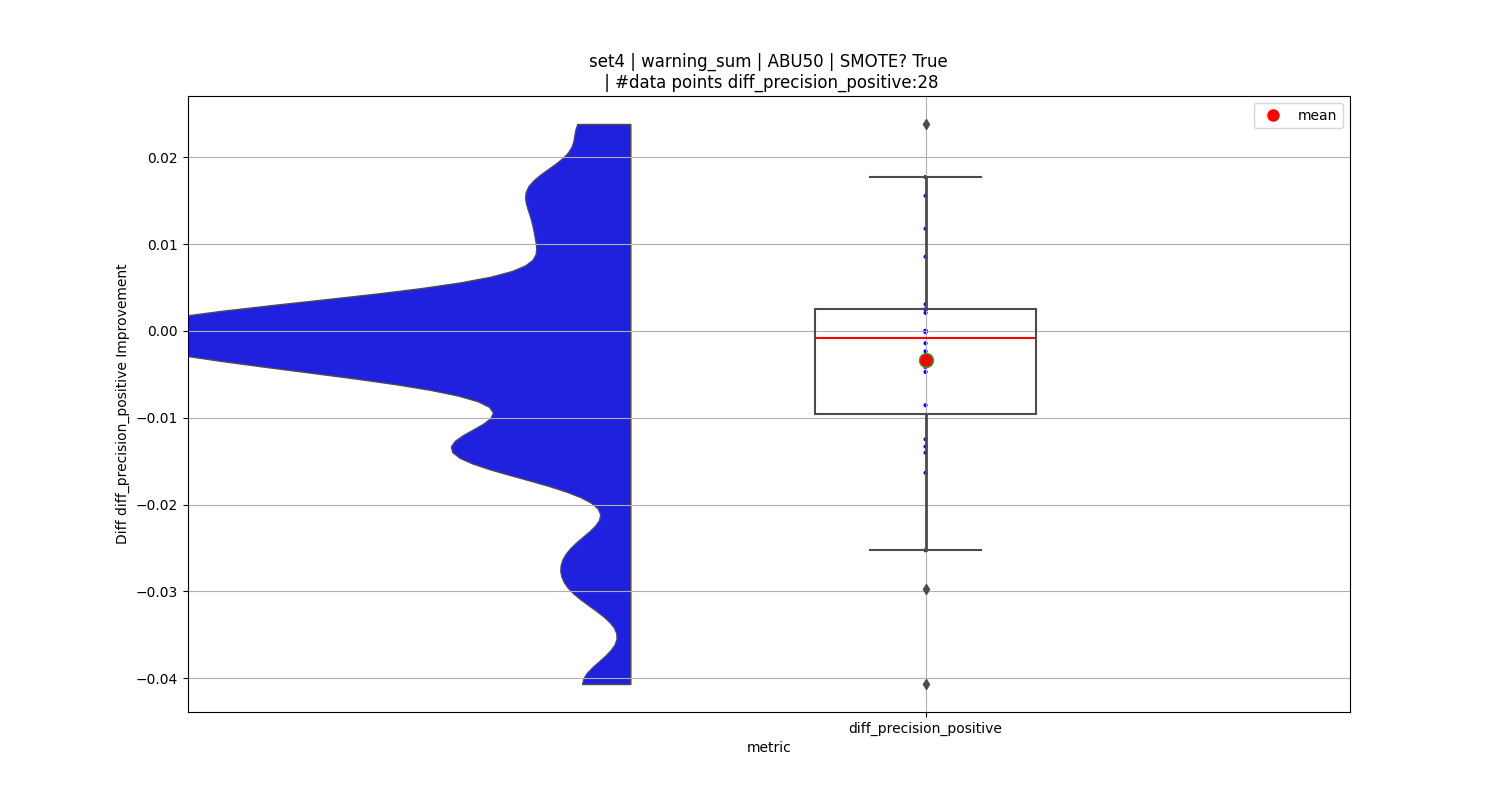 set4 | warning_sum | ABU50 | SMOTE? True
| #data points diff_precision_positive:28
mean
0.02
0.01
0.00
−0.01
−0.02
−0.03
−0.04
Diff diff_precision_positive Improvement
diff_precision_positive
metric